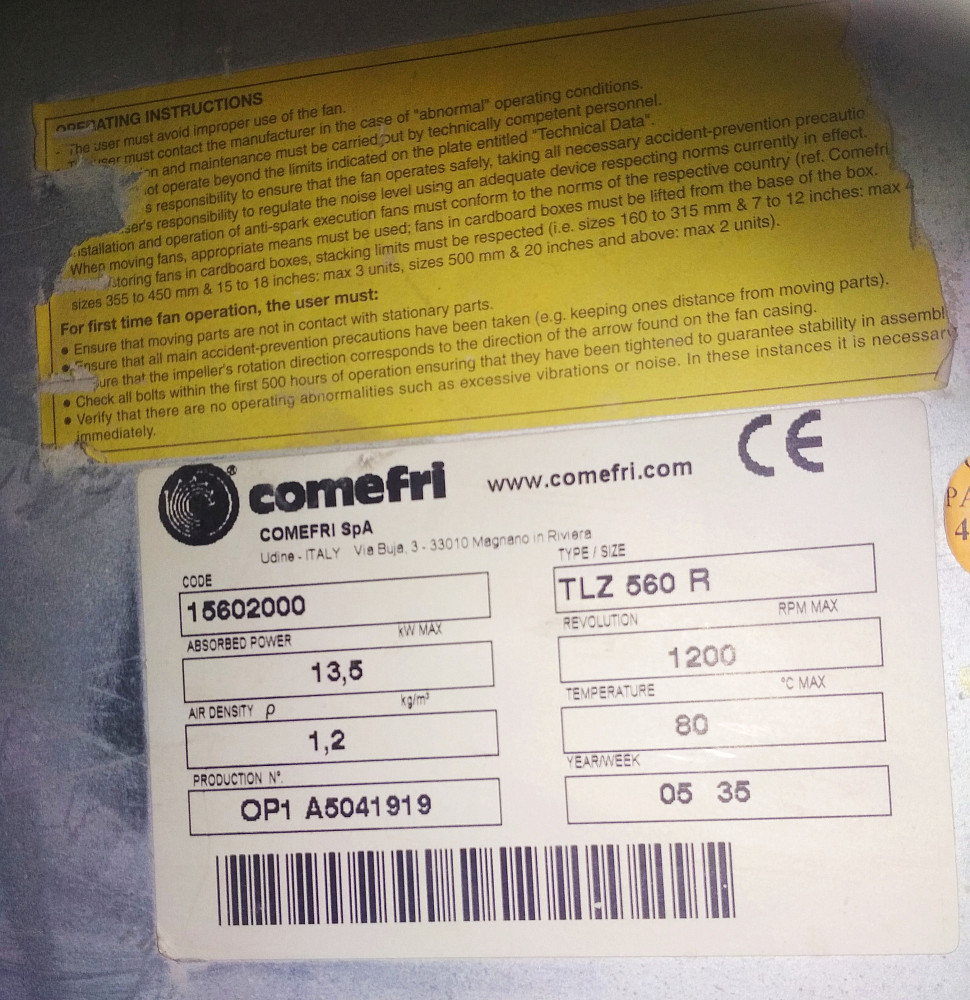 OPERATING INSTRUCTIONS
The user must avoid improper use of the fan.
user must contact the manufacturer in the case of "abnormal" operating conditions.
and maintenance must be carried out by technically competent personnel.
not operate beyond the limits indicated on the plate entitled "Technical Data".
s responsibility to ensure that the fan operates safely, taking all necessary accident-prevention precautio
ser's responsibility to regulate the noise level using an adequate device respecting norms currently in effect.
stallation and operation of anti-spark execution fans must conform to the norms of the respective country (ref. Comefri
When moving fans, appropriate means must be used; fans in cardboard boxes must be lifted from the base of the box.
storing fans in cardboard boxes, stacking limits must be respected (i.e. sizes 160 to 315 mm & 7 to 12 inches: max 4
sizes 355 to 450 mm & 15 to 18 inches: max 3 units, sizes 500 mm & 20 inches and above: max 2 units).
For first time fan operation, the user must:
• Ensure that moving parts are not in contact with stationary parts.
• Ensure that all main accident-prevention precautions have been taken (e.g. keeping ones distance from moving parts).
sure that the impeller's rotation direction corresponds to the direction of the arrow found on the fan casing.
• Check all bolts within the first 500 hours of operation ensuring that they have been tightened to guarantee stability in assembl
• Verify that there are no operating abnormalities such as excessive vibrations or noise. In these instances it is necessary
immediately.
® comefri www.comefri.com CE
COMEFRI SpA
Udine - ITALY Via Buja, 3 - 33010 Magnano in Riviera
CODE TYPE / SIZE
15602000 TLZ 560 R
ABSORBED POWER kW MAX REVOLUTION RPM MAX
13,5 1200
AIR DENSITY ρ kg/m³ TEMPERATURE °C MAX
1,2 80
PRODUCTION N°. YEAR/WEEK
OP1 A5041919 05 35
PA
4